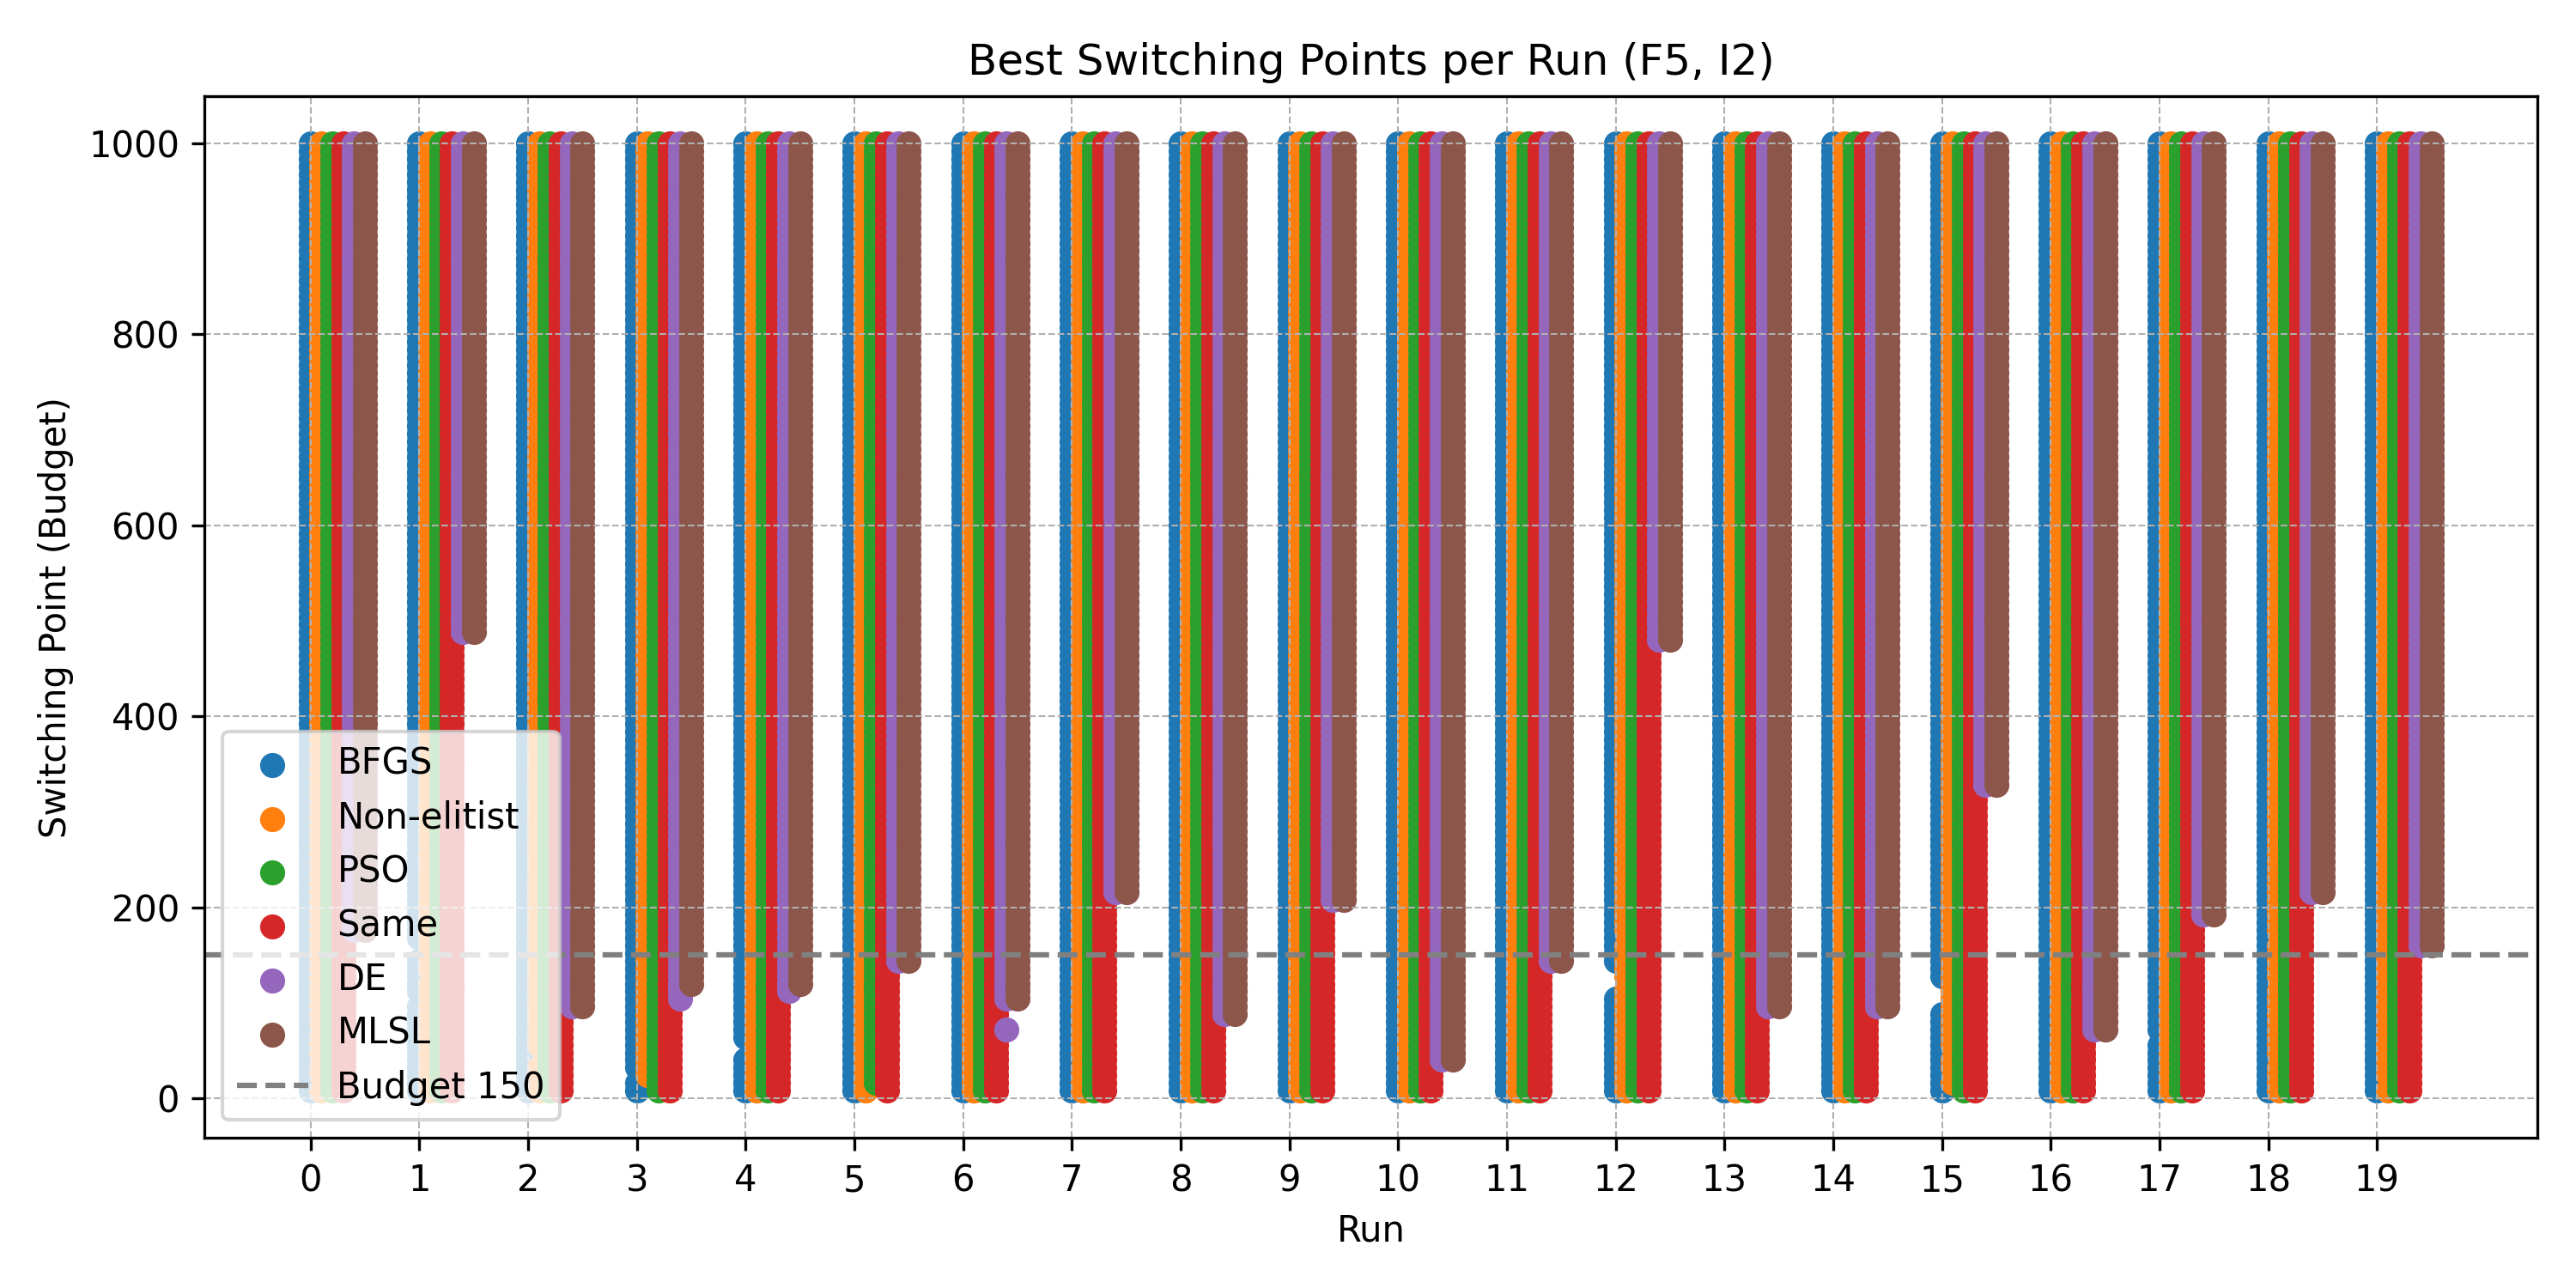 Best Switching Points per Run (F5, I2)
Switching Point (Budget)
1000
800
600
400
200
0
BFGS
Non-elitist
PSO
Same
DE
MLSL
Budget 150
0 1 2 3 4 5 6 7 8 9 10 11 12 13 14 15 16 17 18 19
Run